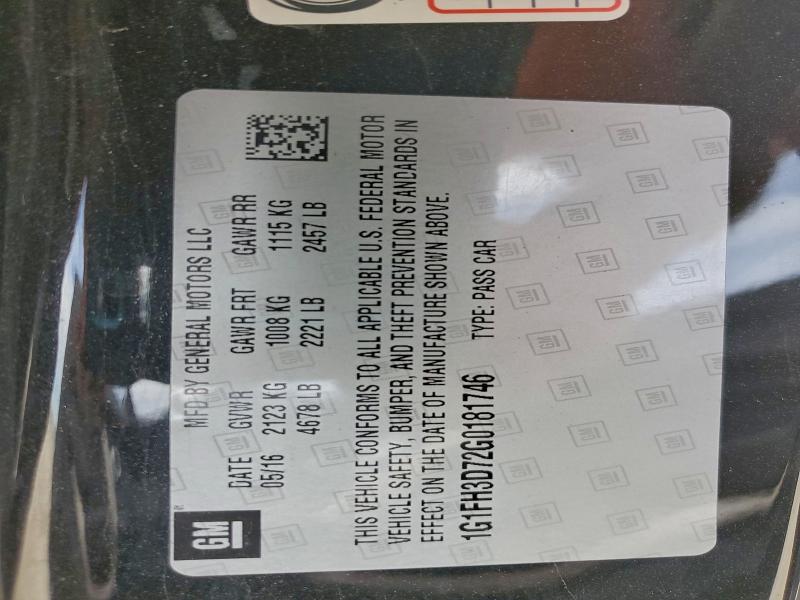 GM
MFD BY GENERAL MOTORS LLC
DATE GVWR GAWR FRT GAWR RR
05/16 2123 KG 1008 KG 1115 KG
4678 LB 2221 LB 2457 LB
THIS VEHICLE CONFORMS TO ALL APPLICABLE U.S. FEDERAL MOTOR
VEHICLE SAFETY, BUMPER, AND THEFT PREVENTION STANDARDS IN
EFFECT ON THE DATE OF MANUFACTURE SHOWN ABOVE.
1G1FH3D72G0181746 TYPE: PASS CAR